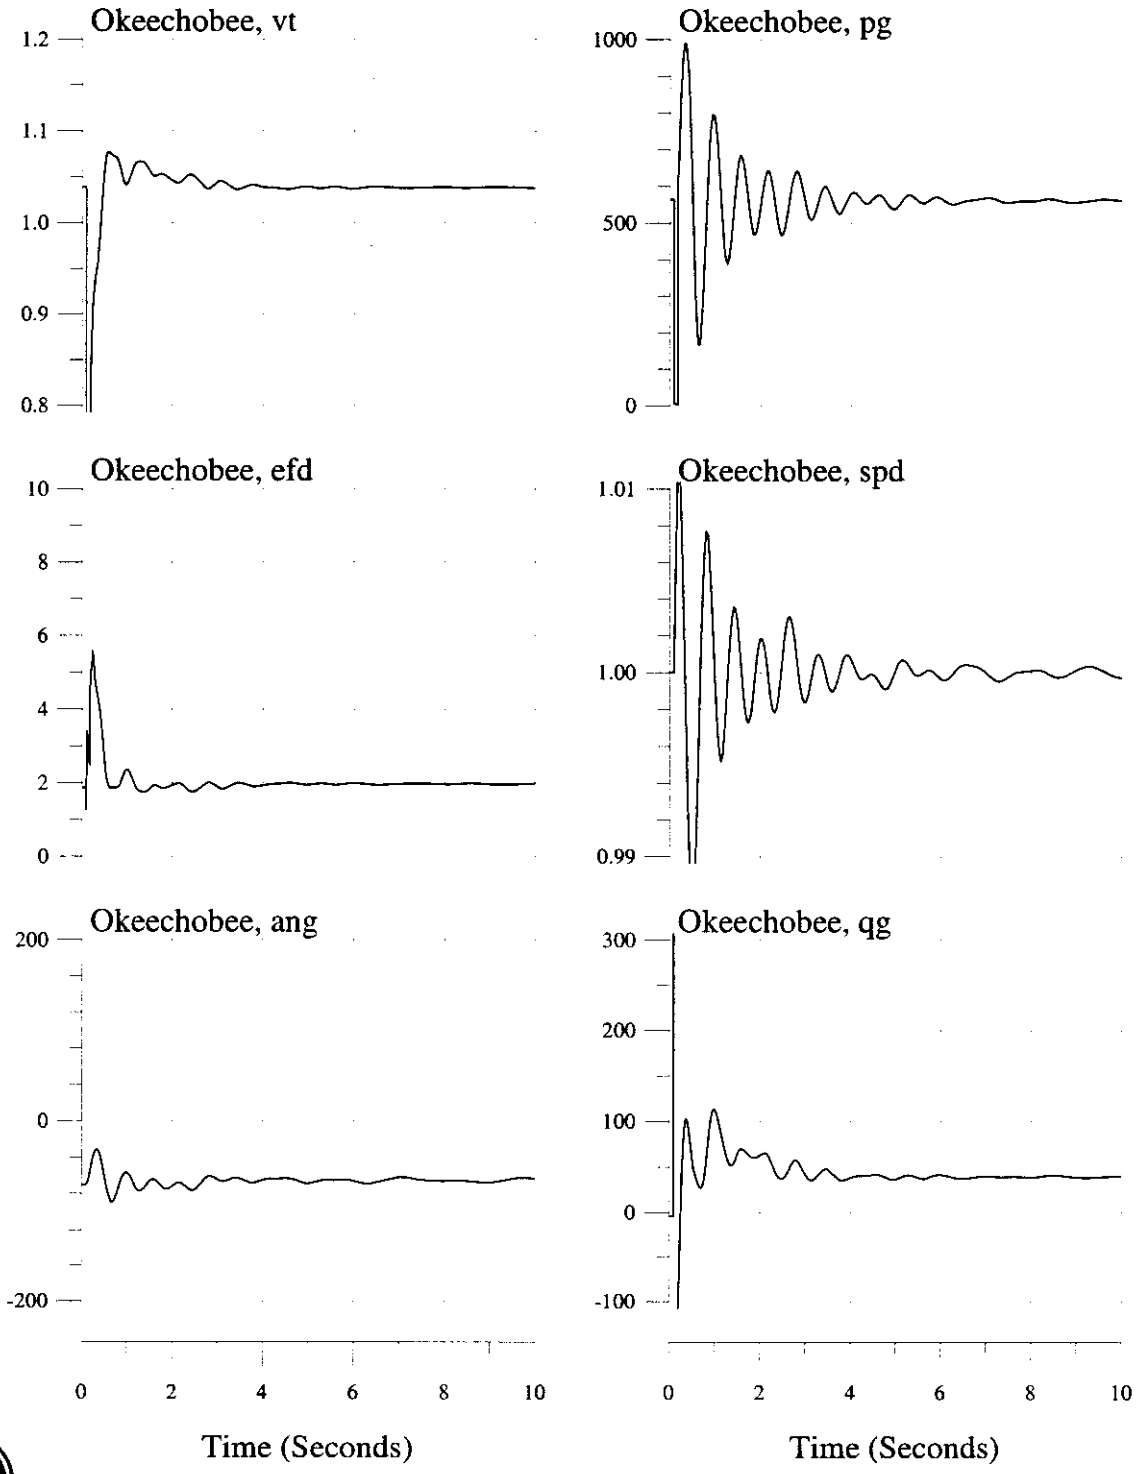 Okeechobee, vt
1.2
1.1
1.0
0.9
0.8
Okeechobee, pg
1000
500
0
Okeechobee, efd
10
8
6
4
2
0
Okeechobee, spd
1.01
1.00
0.99
Okeechobee, ang
200
0
-200
0 2 4 6 8 10
Time (Seconds)
Okeechobee, qg
300
200
100
0
-100
0 2 4 6 8 10
Time (Seconds)